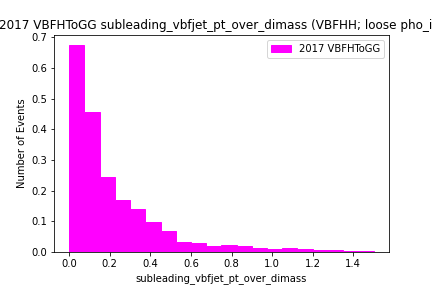 2017 VBFHToGG subleading_vbfjet_pt_over_dimass (VBFHH; loose pho_i
2017 VBFHToGG
Number of Events
0.7
0.6
0.5
0.4
0.3
0.2
0.1
0.0
0.0 0.2 0.4 0.6 0.8 1.0 1.2 1.4
subleading_vbfjet_pt_over_dimass